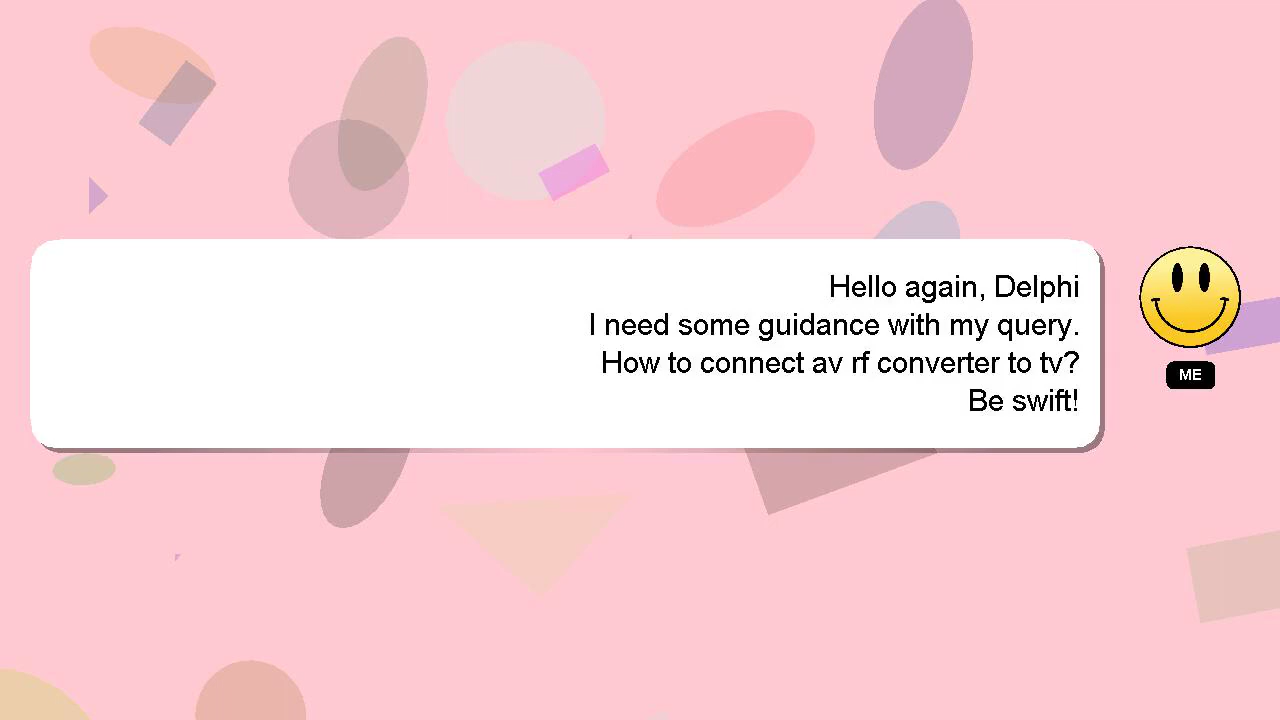 Hello again, Delphi
I need some guidance with my query.
How to connect av rf converter to tv?
Be swift!
ME